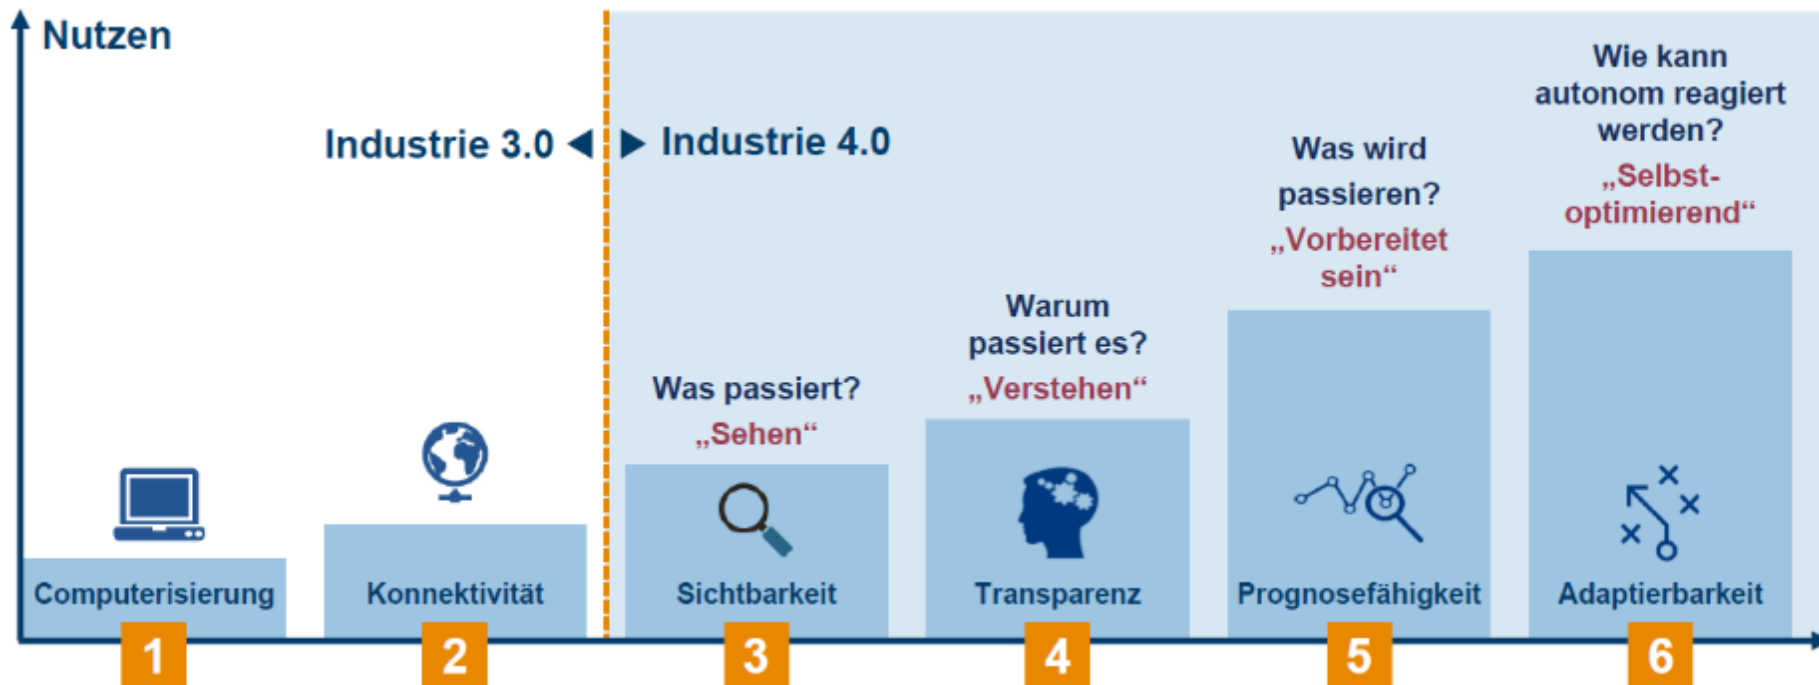 Nutzen
Industrie 3.0
Industrie 4.0
Computerisierung
1
Konnektivität
2
Was passiert?
„Sehen“
Sichtbarkeit
3
Warum
passiert es?
„Verstehen“
Transparenz
4
Was wird
passieren?
„Vorbereitet
sein“
Prognosefähigkeit
5
Wie kann
autonom reagiert
werden?
„Selbst-
optimierend“
Adaptierbarkeit
6